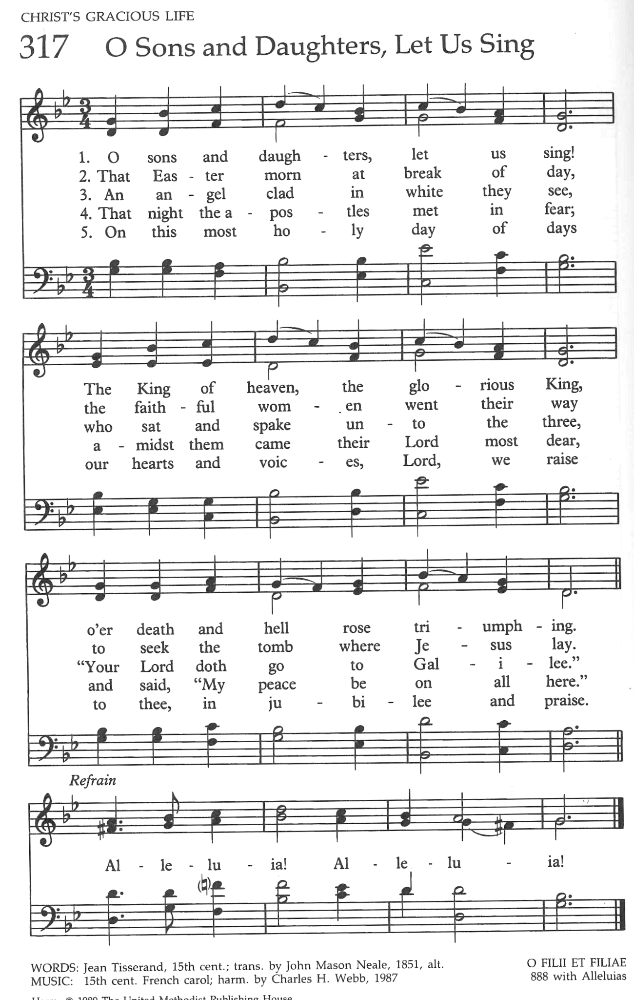 CHRIST'S GRACIOUS LIFE
317 O Sons and Daughters, Let Us Sing
3
4
1. O sons and daugh - ters, let us sing!
2. That Eas - ter morn at break of day,
3. An an - gel clad in white they see,
4. That night the a - pos - tles met in fear;
5. On this most ho - ly day of days
3
4
The King of heaven, the glo - rious King,
the faith - ful wom - en went their way
who sat and spake un - to the three,
a - midst them came their Lord most dear,
our hearts and voic - es, Lord, we raise
o'er death and hell rose tri - umph - ing.
to seek the tomb where Je - sus lay.
“Your Lord doth go to Gal - i - lee.”
and said, “My peace be on all here.”
to thee, in ju - bi - lee and praise.
Refrain
Al - le - lu - ia! Al - le - lu - ia!
WORDS: Jean Tisserand, 15th cent.; trans. by John Mason Neale, 1851, alt. O FILII ET FILIAE
MUSIC: 15th cent. French carol; harm. by Charles H. Webb, 1987 888 with Alleluias
Harm. © 1989 The United Methodist Publishing House